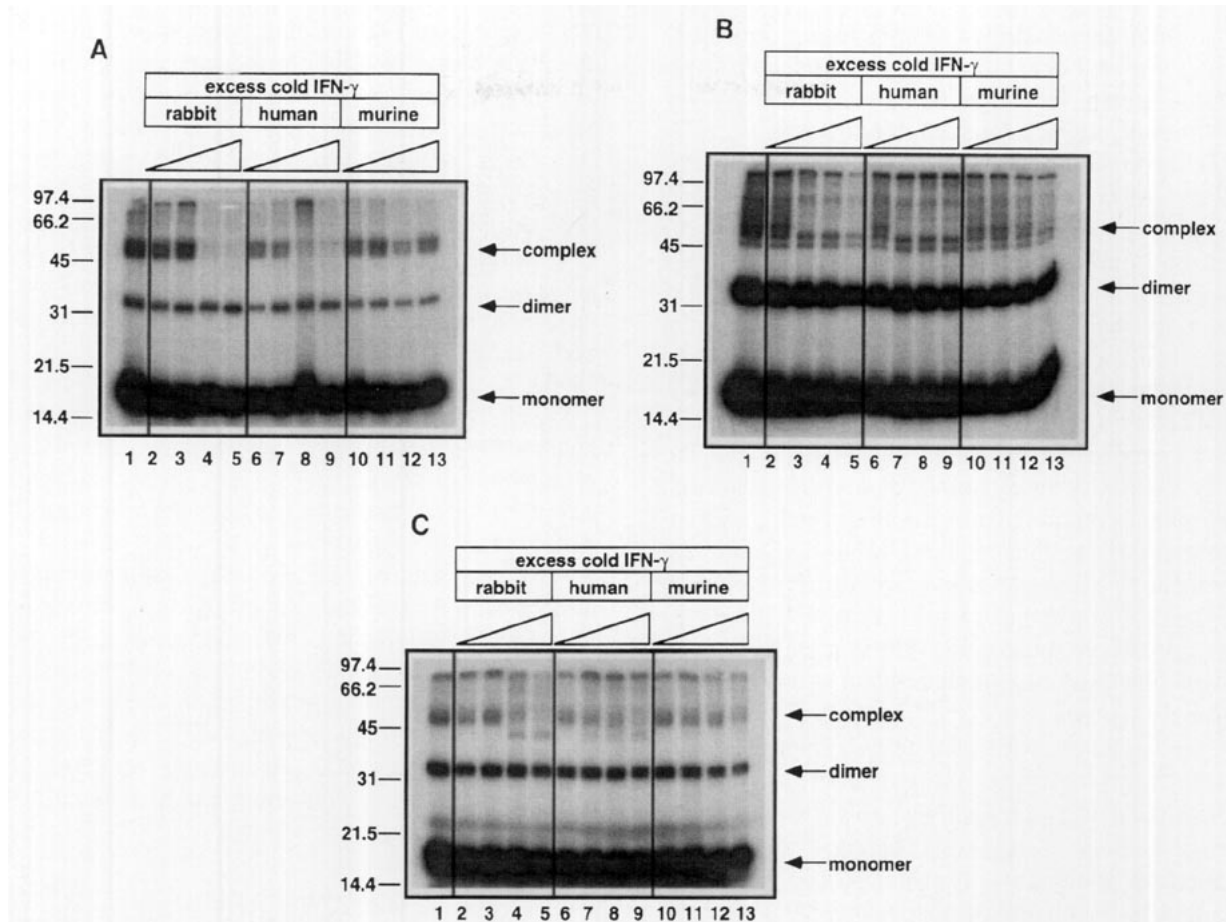 A
excess cold IFN-γ
rabbit human murine
97.4
66.2
45
31
21.5
14.4
complex
dimer
monomer
1 2 3 4 5 6 7 8 9 10 11 12 13
B
excess cold IFN-γ
rabbit human murine
97.4
66.2
45
31
21.5
14.4
complex
dimer
monomer
1 2 3 4 5 6 7 8 9 10 11 12 13
C
excess cold IFN-γ
rabbit human murine
97.4
66.2
45
31
21.5
14.4
complex
dimer
monomer
1 2 3 4 5 6 7 8 9 10 11 12 13